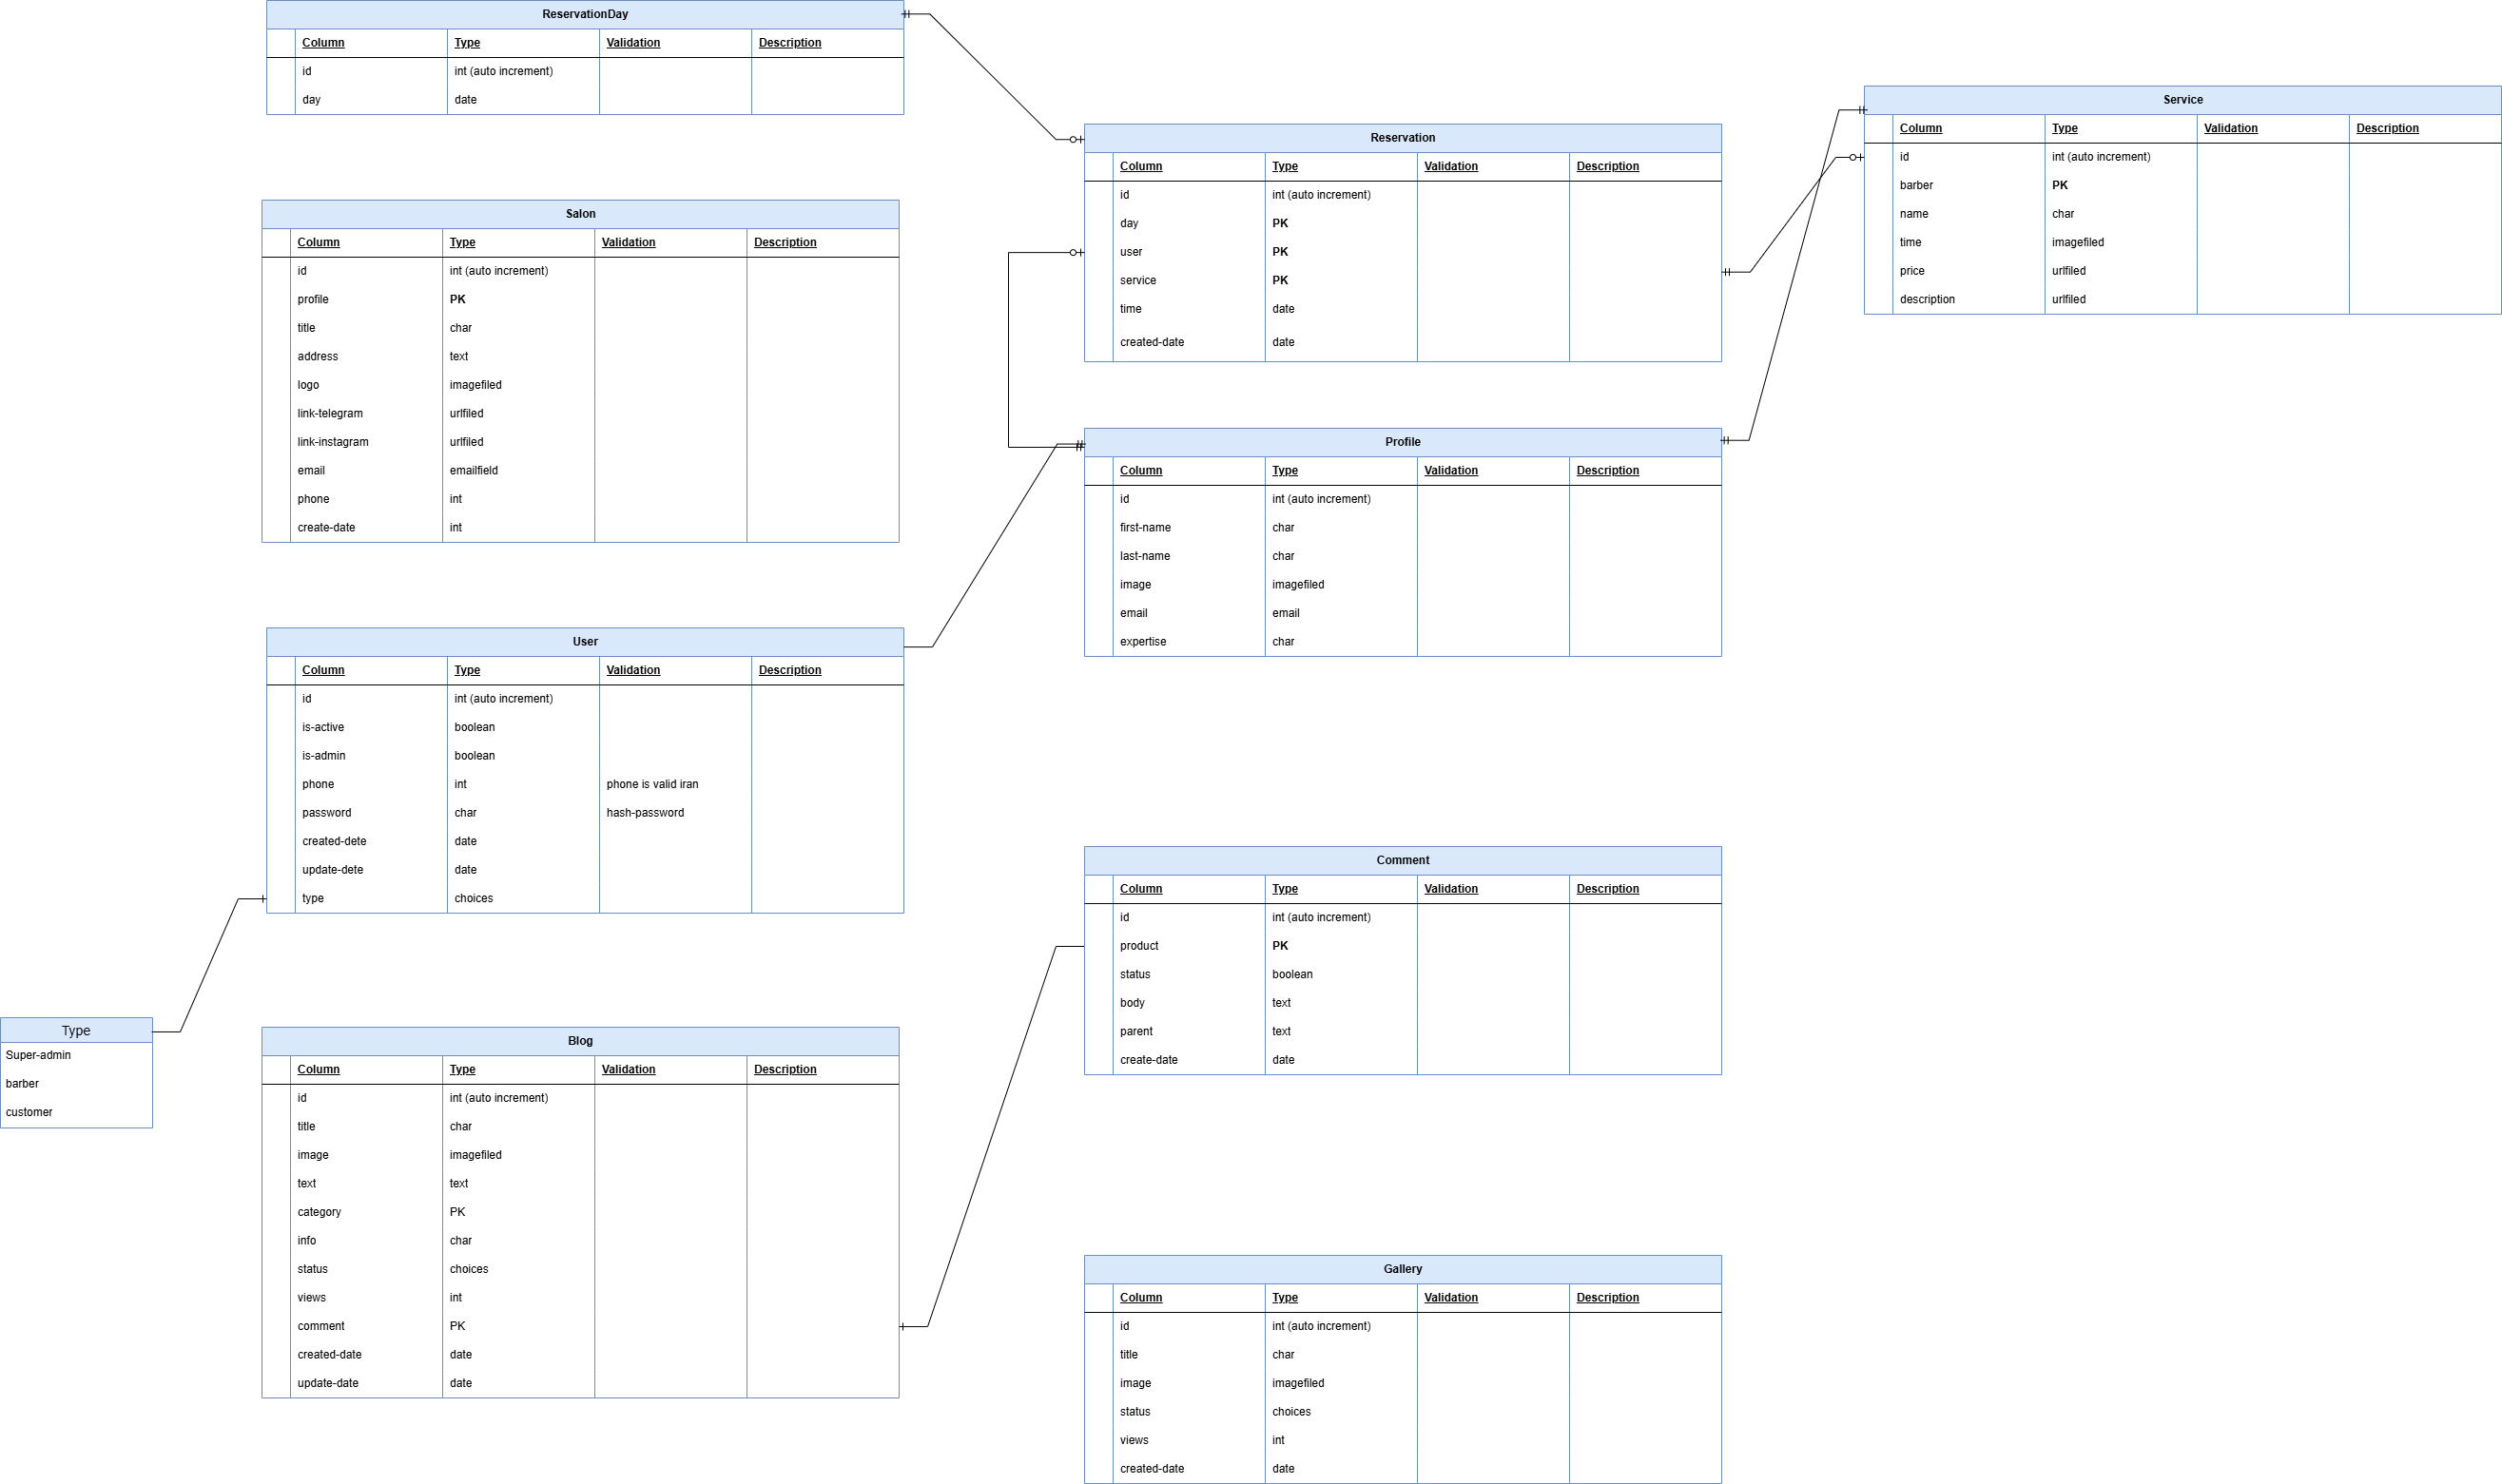 ReservationDay
Column Type Validation Description
id int (auto increment)
day date
Reservation
Column Type Validation Description
id int (auto increment)
day PK
user PK
service PK
time date
created-date date
Service
Column Type Validation Description
id int (auto increment)
barber PK
name char
time imagefiled
price urlfiled
description urlfiled
Salon
Column Type Validation Description
id int (auto increment)
profile PK
title char
address text
logo imagefiled
link-telegram urlfiled
link-instagram urlfiled
email emailfield
phone int
create-date int
Profile
Column Type Validation Description
id int (auto increment)
first-name char
last-name char
image imagefiled
email email
expertise char
User
Column Type Validation Description
id int (auto increment)
is-active boolean
is-admin boolean
phone int phone is valid iran
password char hash-password
created-dete date
update-dete date
type choices
Comment
Column Type Validation Description
id int (auto increment)
product PK
status boolean
body text
parent text
create-date date
Type
Super-admin
barber
customer
Blog
Column Type Validation Description
id int (auto increment)
title char
image imagefiled
text text
category PK
info char
status choices
views int
comment PK
created-date date
update-date date
Gallery
Column Type Validation Description
id int (auto increment)
title char
image imagefiled
status choices
views int
created-date date